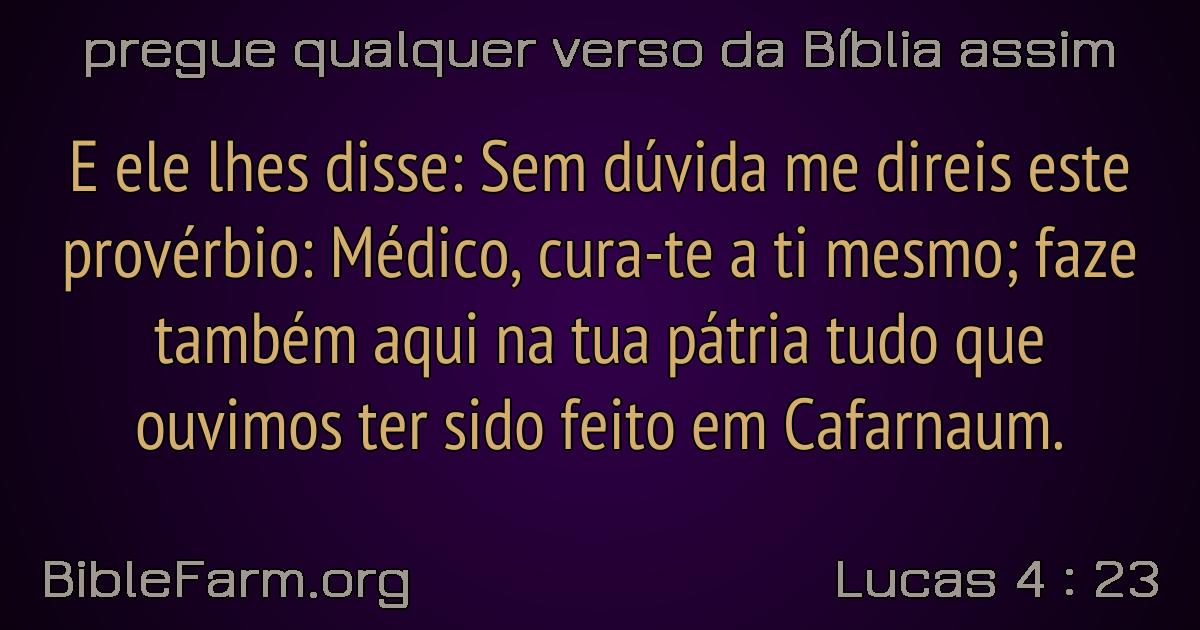 pregue qualquer verso da Bíblia assim
E ele lhes disse: Sem dúvida me direis este
provérbio: Médico, cura-te a ti mesmo; faze
também aqui na tua pátria tudo que
ouvimos ter sido feito em Cafarnaum.
BibleFarm.org
Lucas 4 : 23